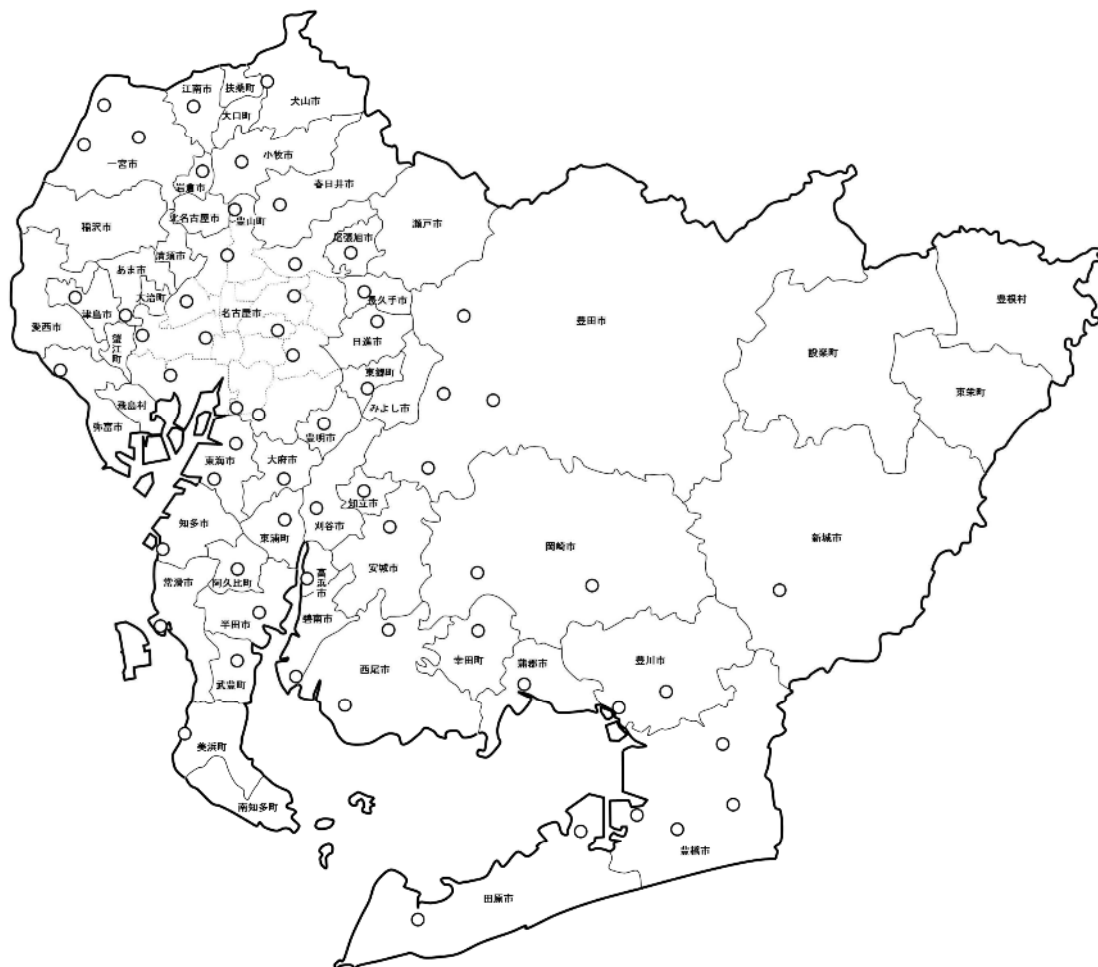 江南市
扶桑町
犬山市
大口町
一宮市
小牧市
岩倉市
春日井市
北名古屋市
豊山町
稲沢市
瀬戸市
尾張旭市
清須市
あま市
大治町
長久手市
津島市
名古屋市
愛西市
蟹江町
日進市
豊田市
東郷町
みよし市
飛島村
弥富市
豊明市
東海市
大府市
知立市
知多市
東浦町
刈谷市
豊根村
設楽町
東栄町
新城市
岡崎市
安城市
常滑市
阿久比町
高浜市
半田市
碧南市
西尾市
幸田町
蒲郡市
豊川市
武豊町
美浜町
南知多町
豊橋市
田原市